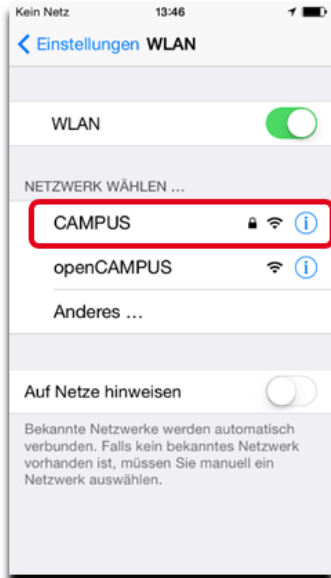 Kein Netz 13:46
Einstellungen WLAN
WLAN
NETZWERK WÄHLEN ...
CAMPUS
openCAMPUS
Anderes ...
Auf Netze hinweisen
Bekannte Netzwerke werden automatisch
verbunden. Falls kein bekanntes Netzwerk
vorhanden ist, müssen Sie manuell ein
Netzwerk auswählen.